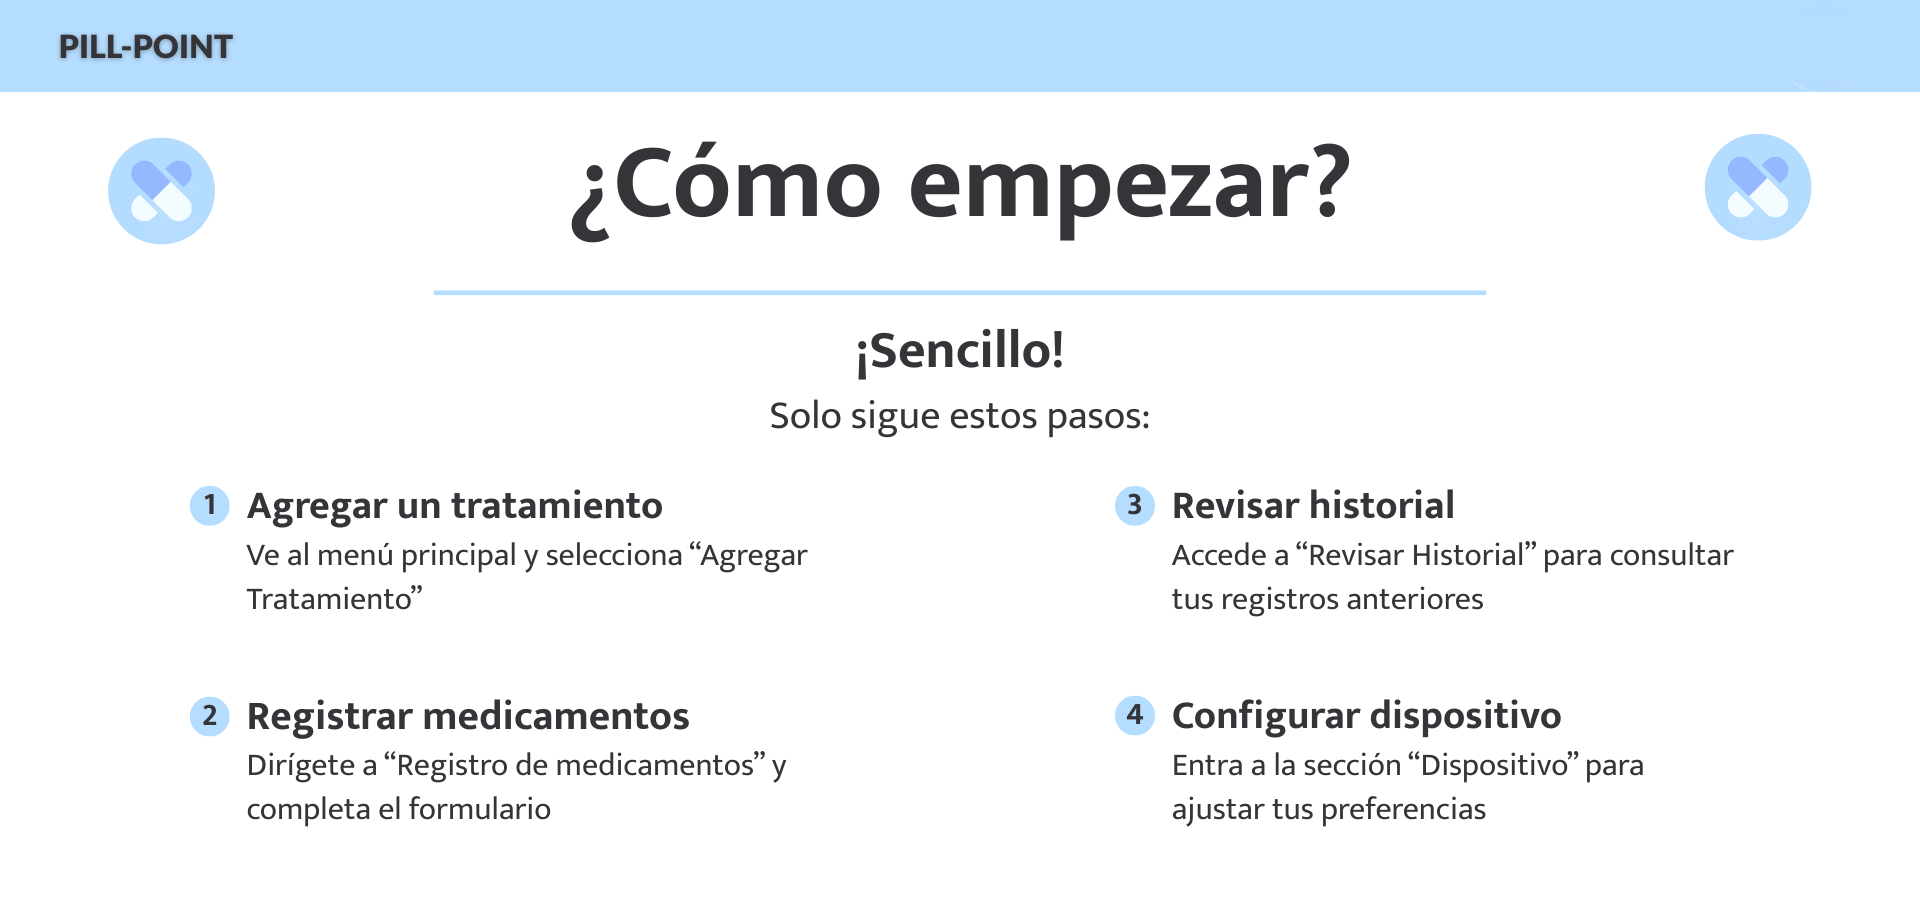 PILL-POINT
¿Cómo empezar?
¡Sencillo!
Solo sigue estos pasos:
1 Agregar un tratamiento
Ve al menú principal y selecciona “Agregar
Tratamiento”
2 Registrar medicamentos
Dirígete a “Registro de medicamentos” y
completa el formulario
3 Revisar historial
Accede a “Revisar Historial” para consultar
tus registros anteriores
4 Configurar dispositivo
Entra a la sección “Dispositivo” para
ajustar tus preferencias